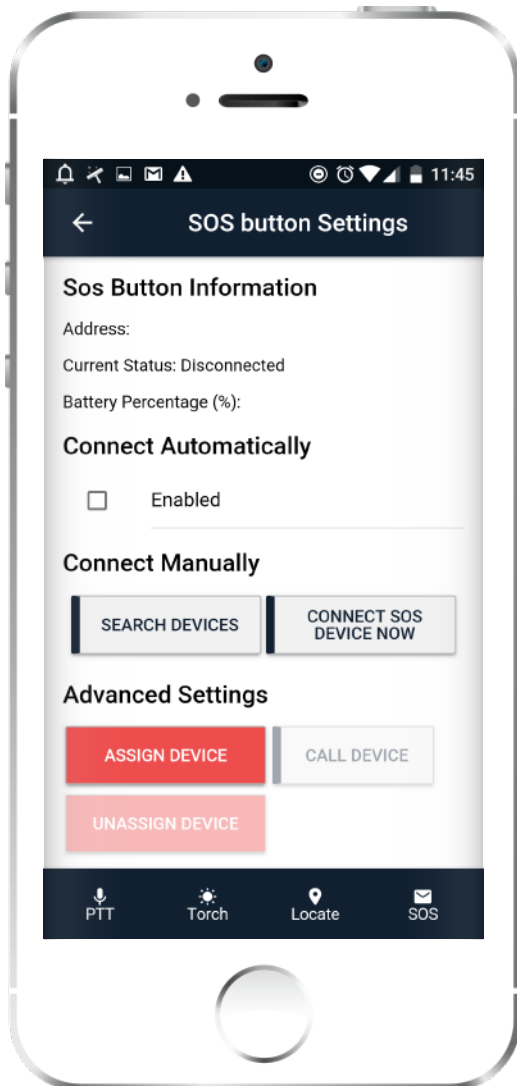 11:45
SOS button Settings
Sos Button Information
Address:
Current Status: Disconnected
Battery Percentage (%):
Connect Automatically
Enabled
Connect Manually
SEARCH DEVICES
CONNECT SOS
DEVICE NOW
Advanced Settings
ASSIGN DEVICE
CALL DEVICE
UNASSIGN DEVICE
PTT Torch Locate SOS